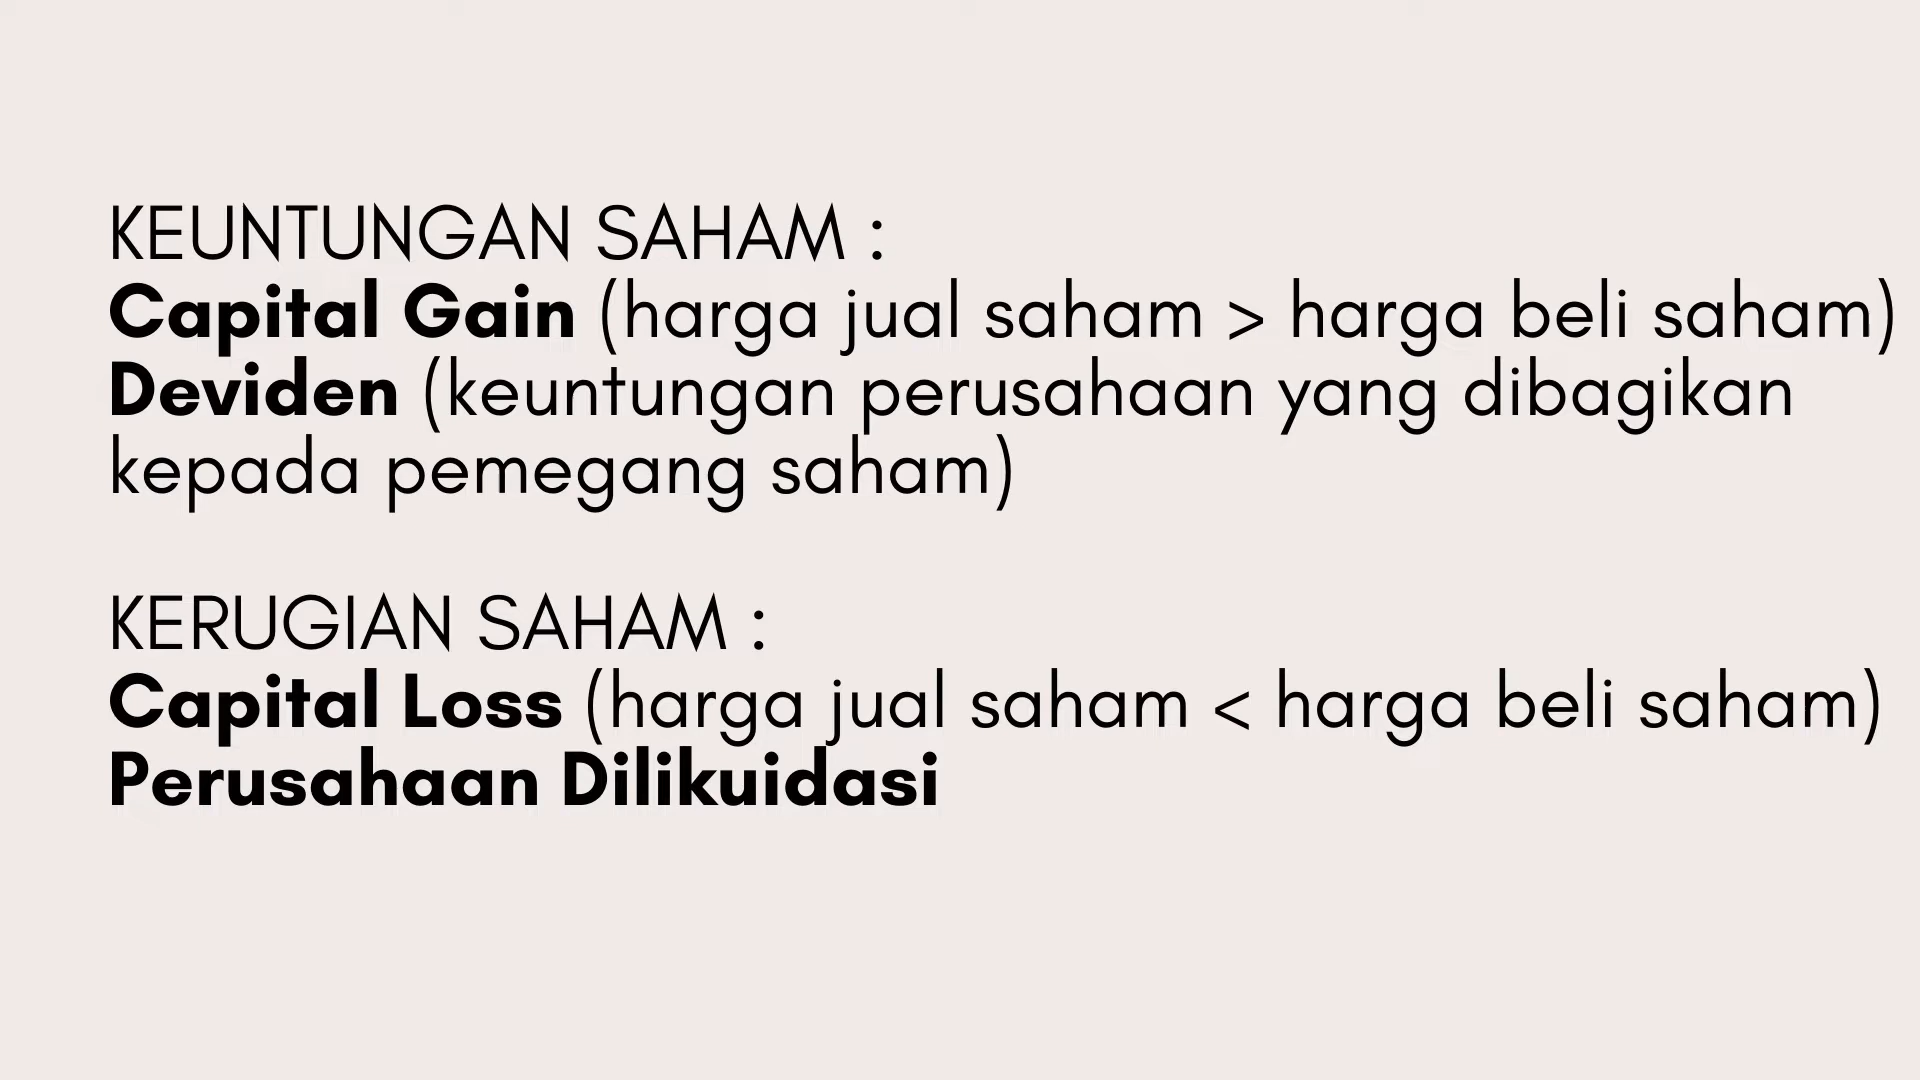 KEUNTUNGAN SAHAM :
Capital Gain (harga jual saham > harga beli saham)
Deviden (keuntungan perusahaan yang dibagikan
kepada pemegang saham)
KERUGIAN SAHAM :
Capital Loss (harga jual saham < harga beli saham)
Perusahaan Dilikuidasi